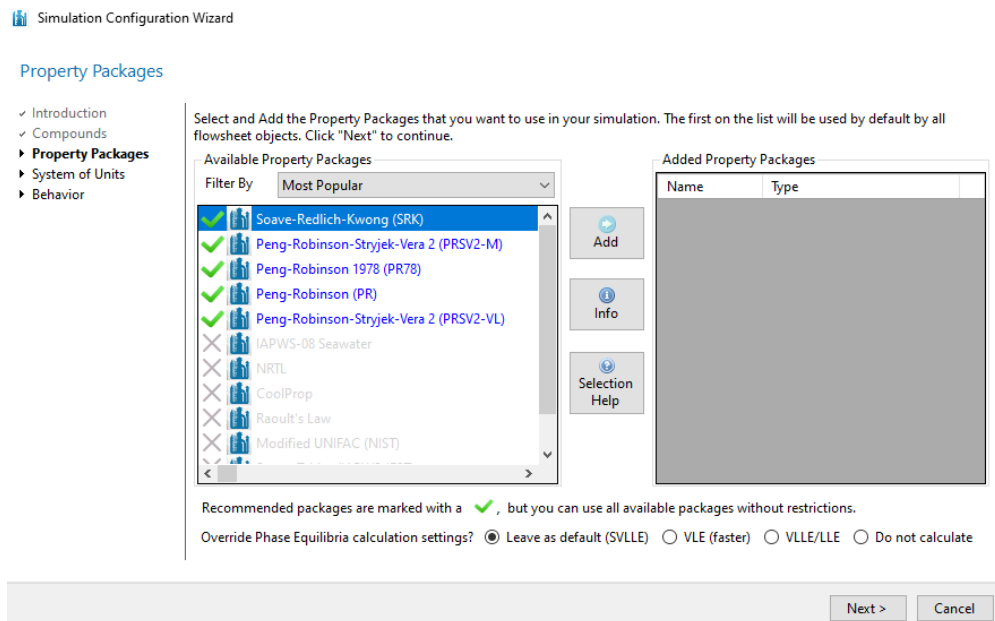 Simulation Configuration Wizard
Property Packages
Introduction
Compounds
Property Packages
System of Units
Behavior
Select and Add the Property Packages that you want to use in your simulation. The first on the list will be used by default by all
flowsheet objects. Click "Next" to continue.
Available Property Packages
Filter By
Most Popular
Soave-Redlich-Kwong (SRK)
Peng-Robinson-Stryjek-Vera 2 (PRSV2-M)
Peng-Robinson 1978 (PR78)
Peng-Robinson (PR)
Peng-Robinson-Stryjek-Vera 2 (PRSV2-VL)
IAPWS-08 Seawater
NRTL
CoolProp
Raoult's Law
Modified UNIFAC (NIST)
Add
Info
Selection
Help
Added Property Packages
Name Type
Recommended packages are marked with a , but you can use all available packages without restrictions.
Override Phase Equilibria calculation settings? Leave as default (SVLLE) VLE (faster) VLLE/LLE Do not calculate
Next >
Cancel